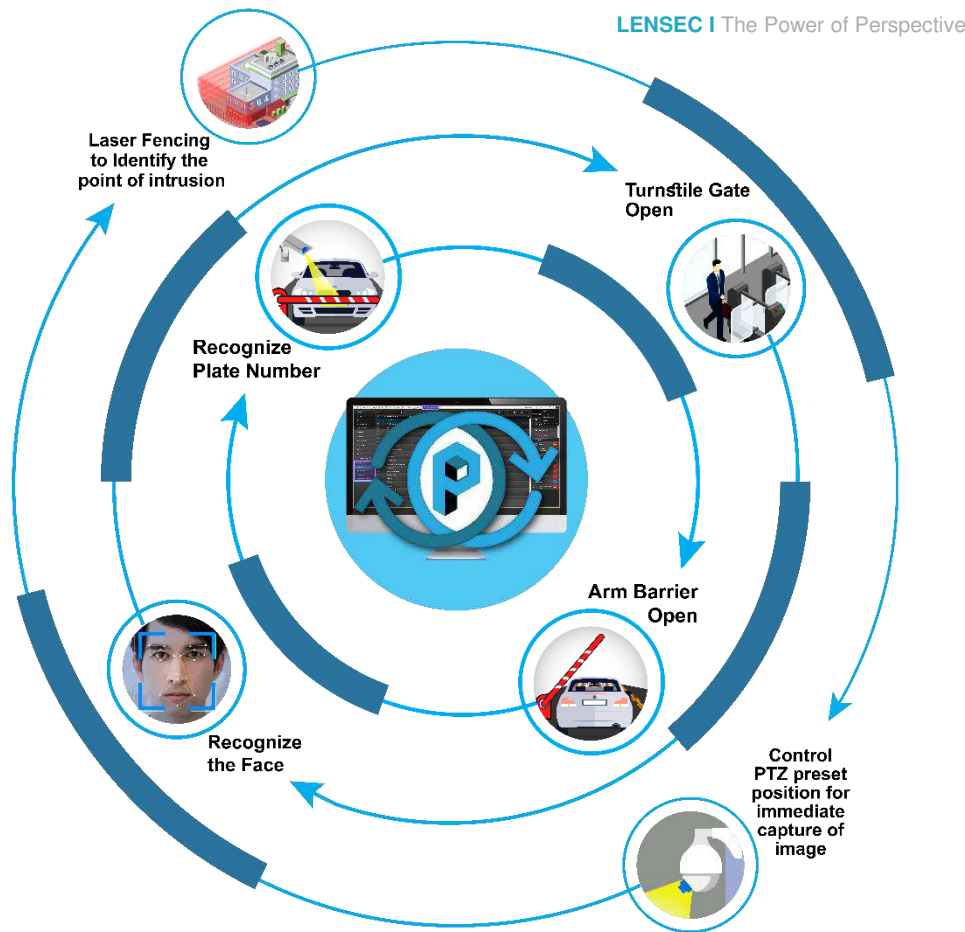 LENSEC I The Power of Perspective
Laser Fencing
to Identify the
point of intrusion
Turnstile Gate
Open
Recognize
Plate Number
Arm Barrier
Open
Recognize
the Face
Control
PTZ preset
position for
immediate
capture of
image